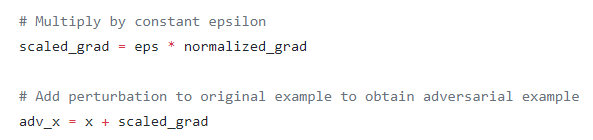 # Multiply by constant epsilon
scaled_grad = eps * normalized_grad
# Add perturbation to original example to obtain adversarial example
adv_x = x + scaled_grad